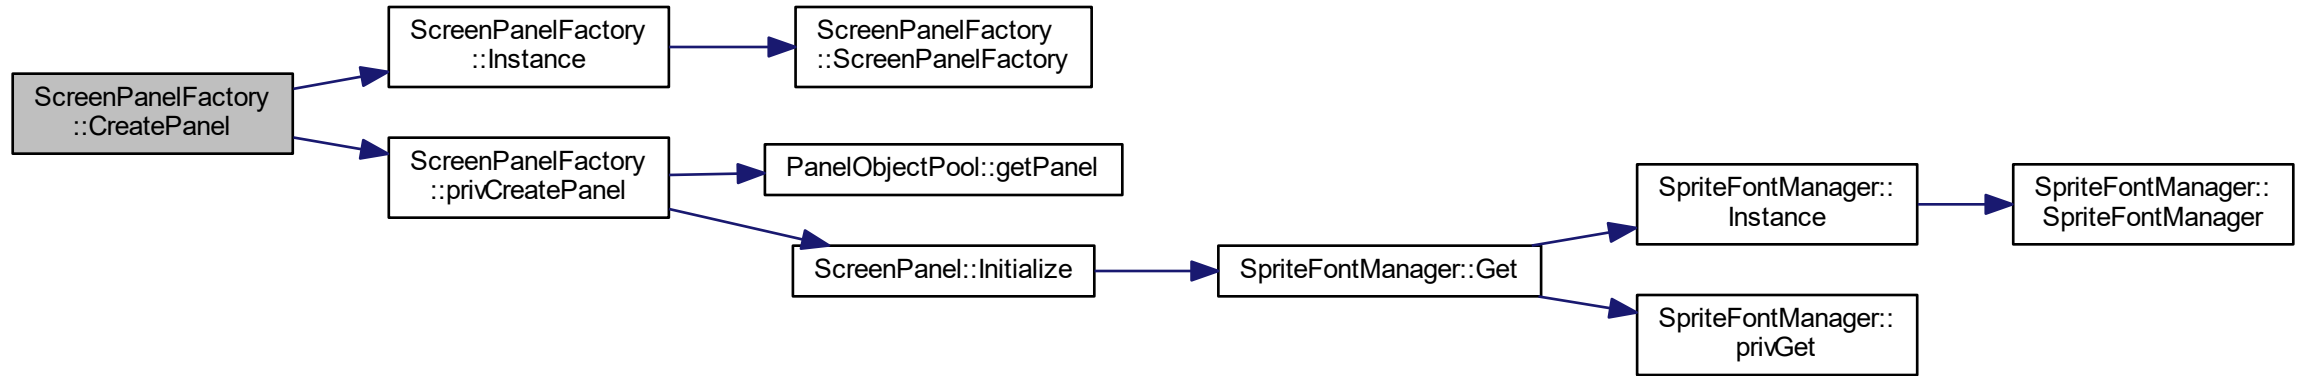 ScreenPanelFactory
::CreatePanel
ScreenPanelFactory
::Instance
ScreenPanelFactory
::ScreenPanelFactory
ScreenPanelFactory
::privCreatePanel
PanelObjectPool::getPanel
ScreenPanel::Initialize
SpriteFontManager::Get
SpriteFontManager::
Instance
SpriteFontManager::
SpriteFontManager
SpriteFontManager::
privGet